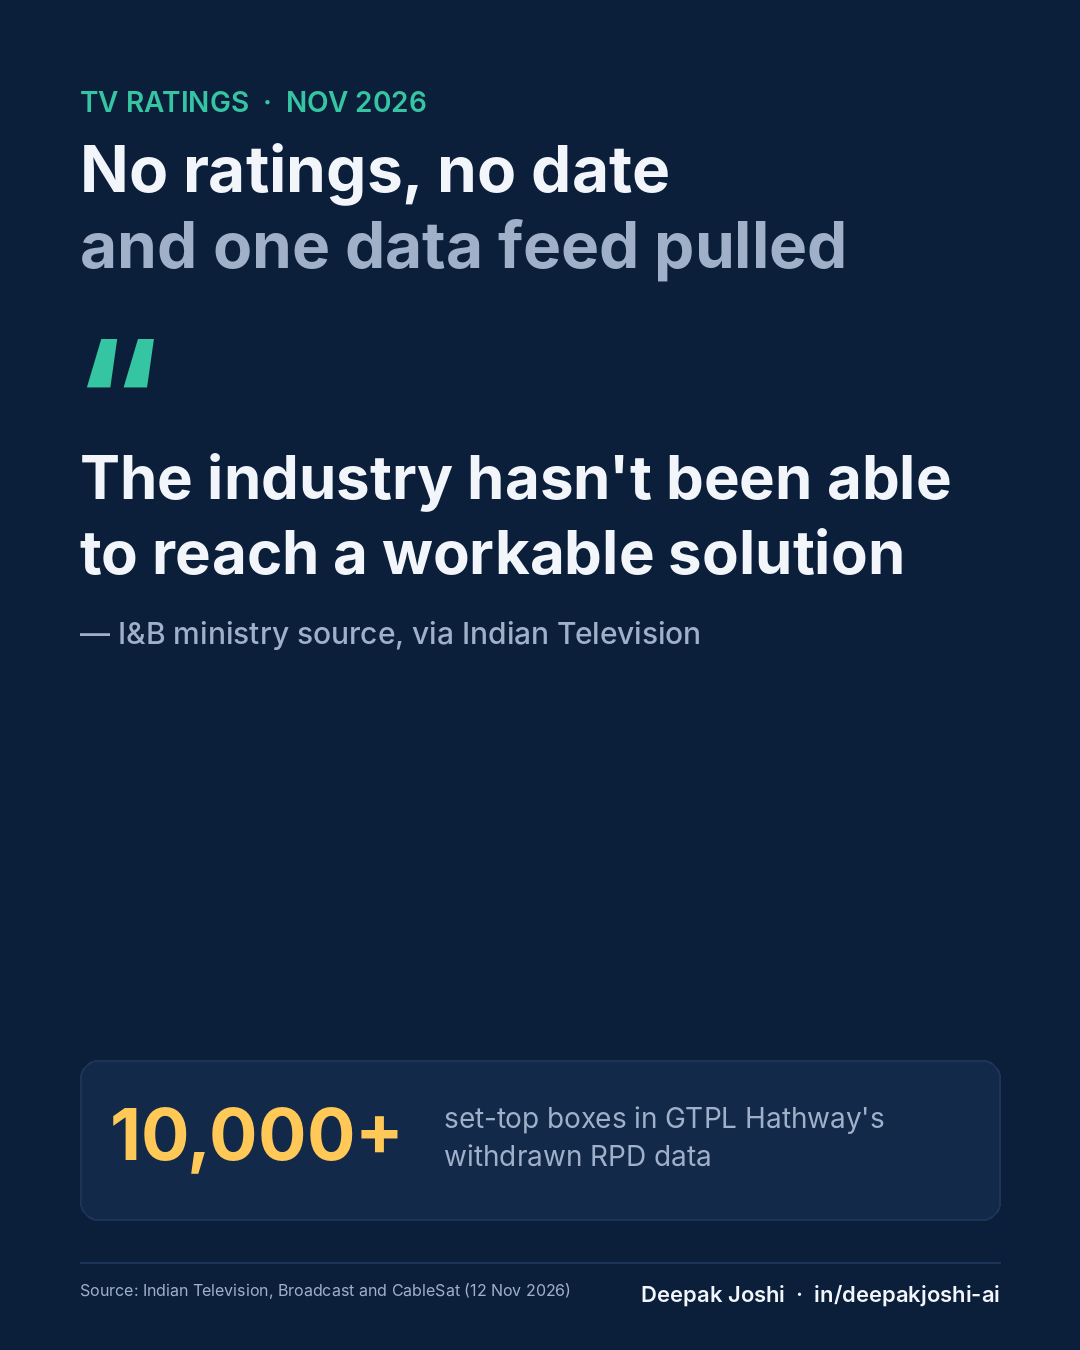 TV RATINGS · NOV 2026
No ratings, no date
and one data feed pulled
“
The industry hasn't been able
to reach a workable solution
— I&B ministry source, via Indian Television
10,000+
set-top boxes in GTPL Hathway's
withdrawn RPD data
Source: Indian Television, Broadcast and CableSat (12 Nov 2026)
Deepak Joshi · in/deepakjoshi-ai